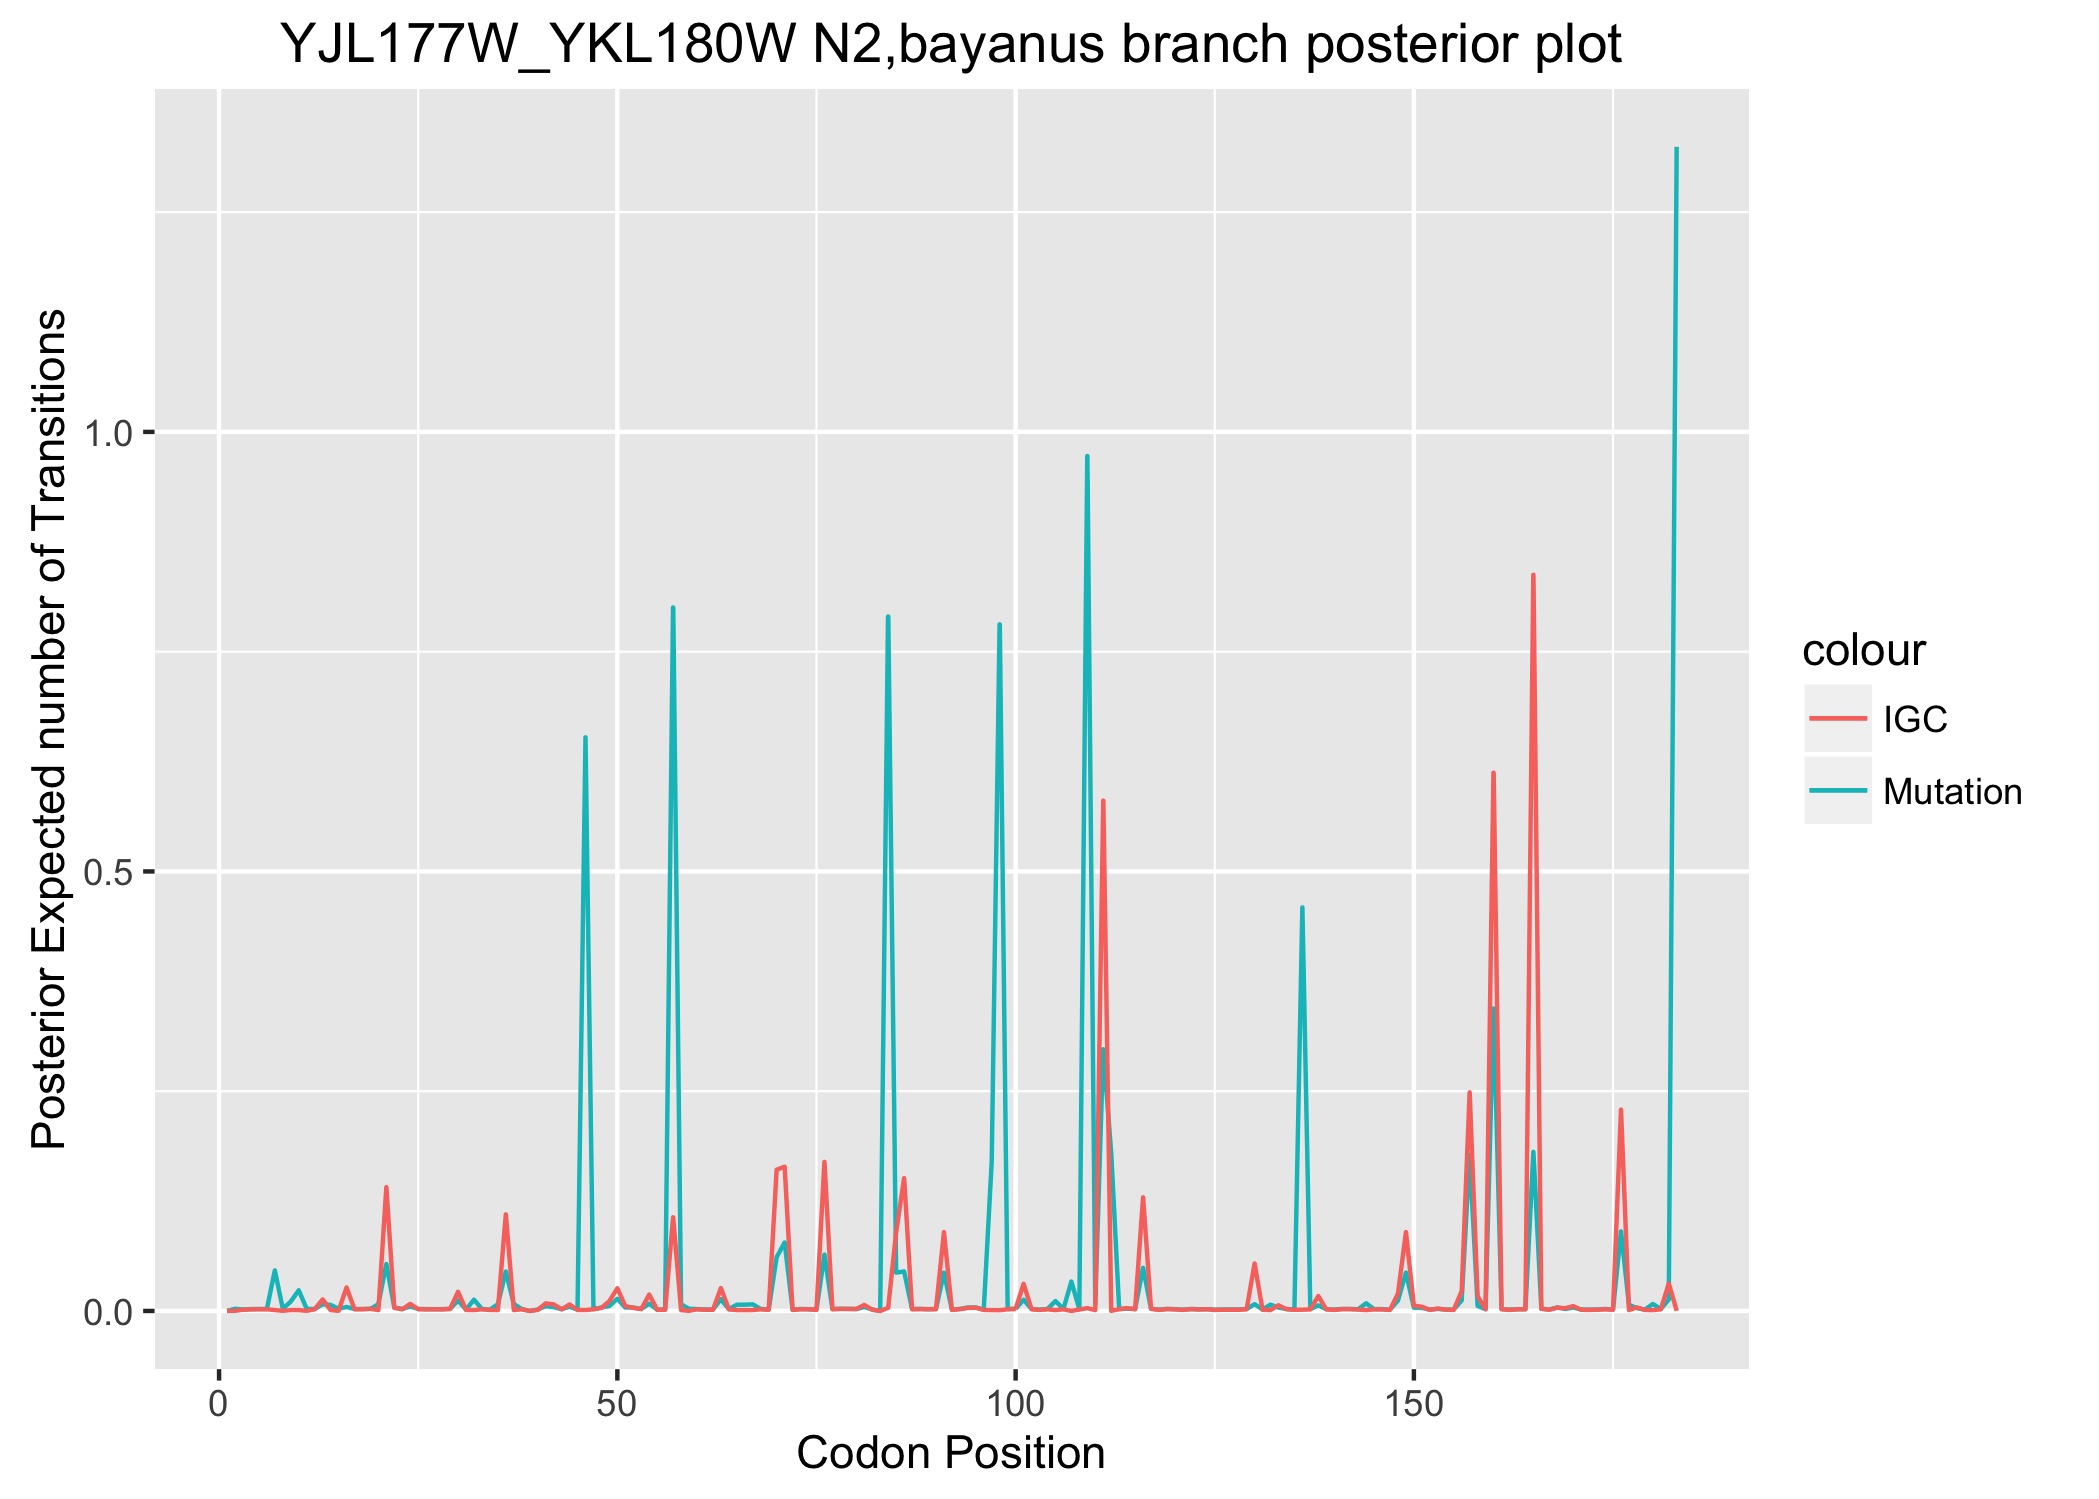 YJL177W_YKL180W N2,bayanus branch posterior plot
Posterior Expected number of Transitions
1.0
0.5
0.0
0
50
100
150
Codon Position
colour
IGC
Mutation